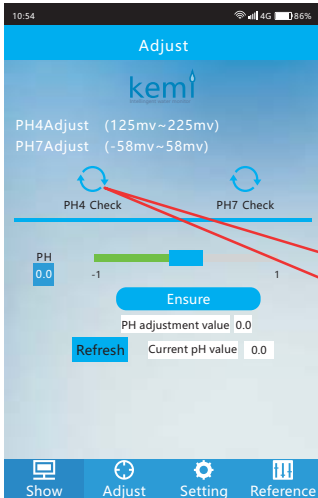 10:54 4G 86%
Adjust
kemi
PH4Adjust (125mv~225mv)
PH7Adjust (-58mv~58mv)
PH4 Check PH7 Check
PH
0.0 -1 1
Ensure
PH adjustment value 0.0
Refresh Current pH value 0.0
Show Adjust Setting Reference